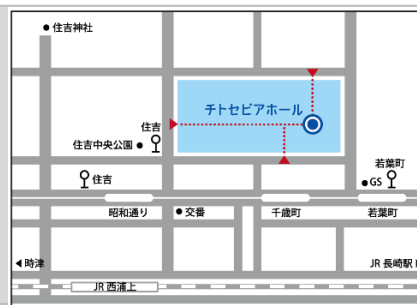 住吉神社
チトセピアホール
住吉
住吉中央公園
若葉町
住吉
GS
昭和通り
交番
千歳町
若葉町
時津
JR 長崎駅
JR 西浦上